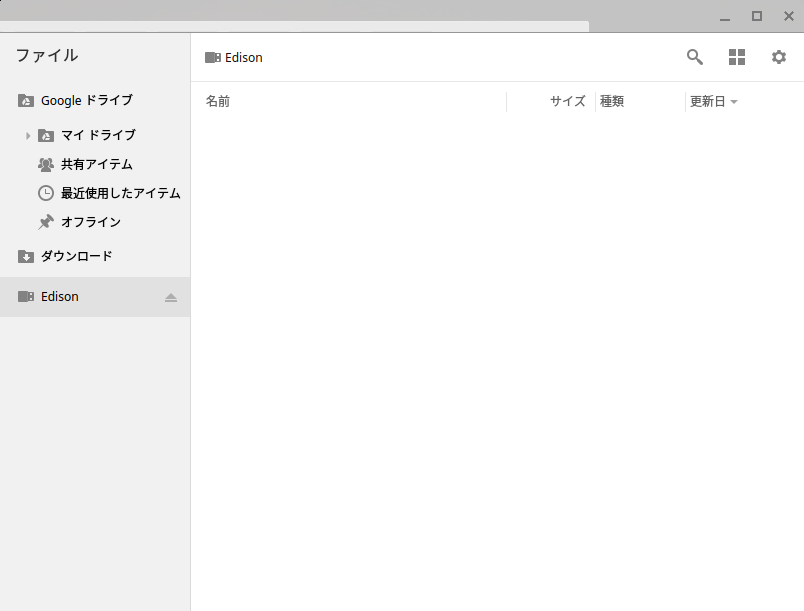 ファイル
Google ドライブ
マイ ドライブ
共有アイテム
最近使用したアイテム
オフライン
ダウンロード
Edison
Edison
名前 サイズ 種類 更新日